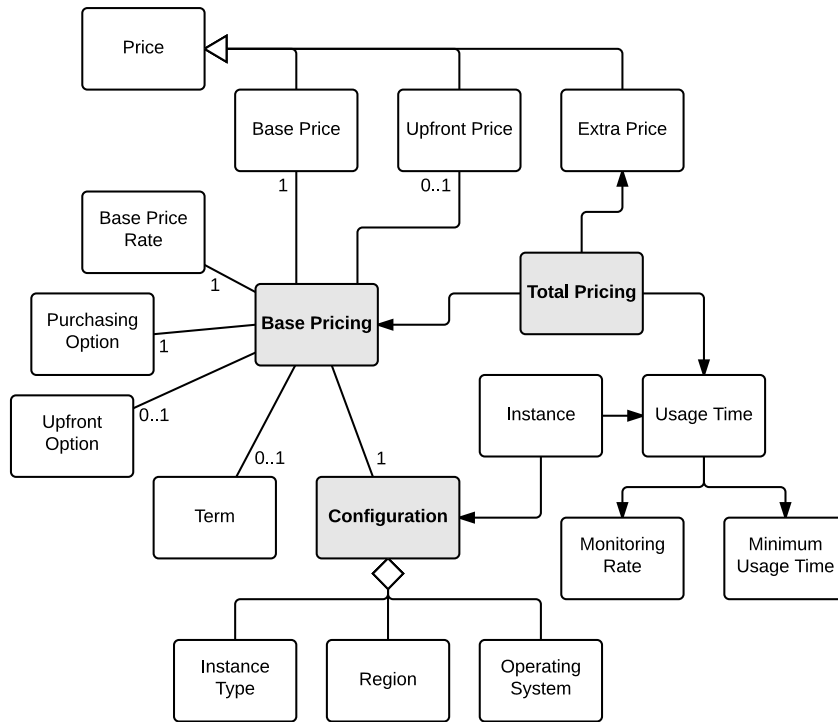 Price
Base Price
Upfront Price
Extra Price
1
0..1
Base Price
Rate
1
Total Pricing
Base Pricing
Purchasing
Option
1
Upfront
Option
0..1
Instance
Usage Time
0..1
1
Term
Configuration
Monitoring
Rate
Minimum
Usage Time
Instance
Type
Region
Operating
System